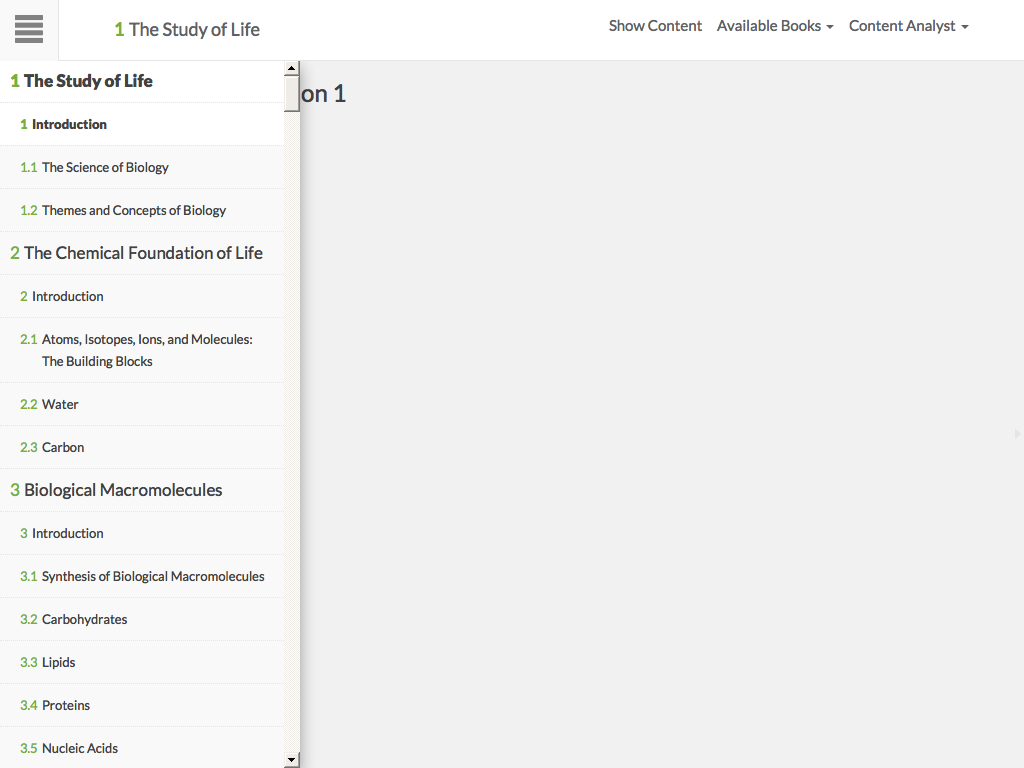 1 The Study of Life
Show Content Available Books Content Analyst
1 The Study of Life
on 1
1 Introduction
1.1 The Science of Biology
1.2 Themes and Concepts of Biology
2 The Chemical Foundation of Life
2 Introduction
2.1 Atoms, Isotopes, Ions, and Molecules:
The Building Blocks
2.2 Water
2.3 Carbon
3 Biological Macromolecules
3 Introduction
3.1 Synthesis of Biological Macromolecules
3.2 Carbohydrates
3.3 Lipids
3.4 Proteins
3.5 Nucleic Acids